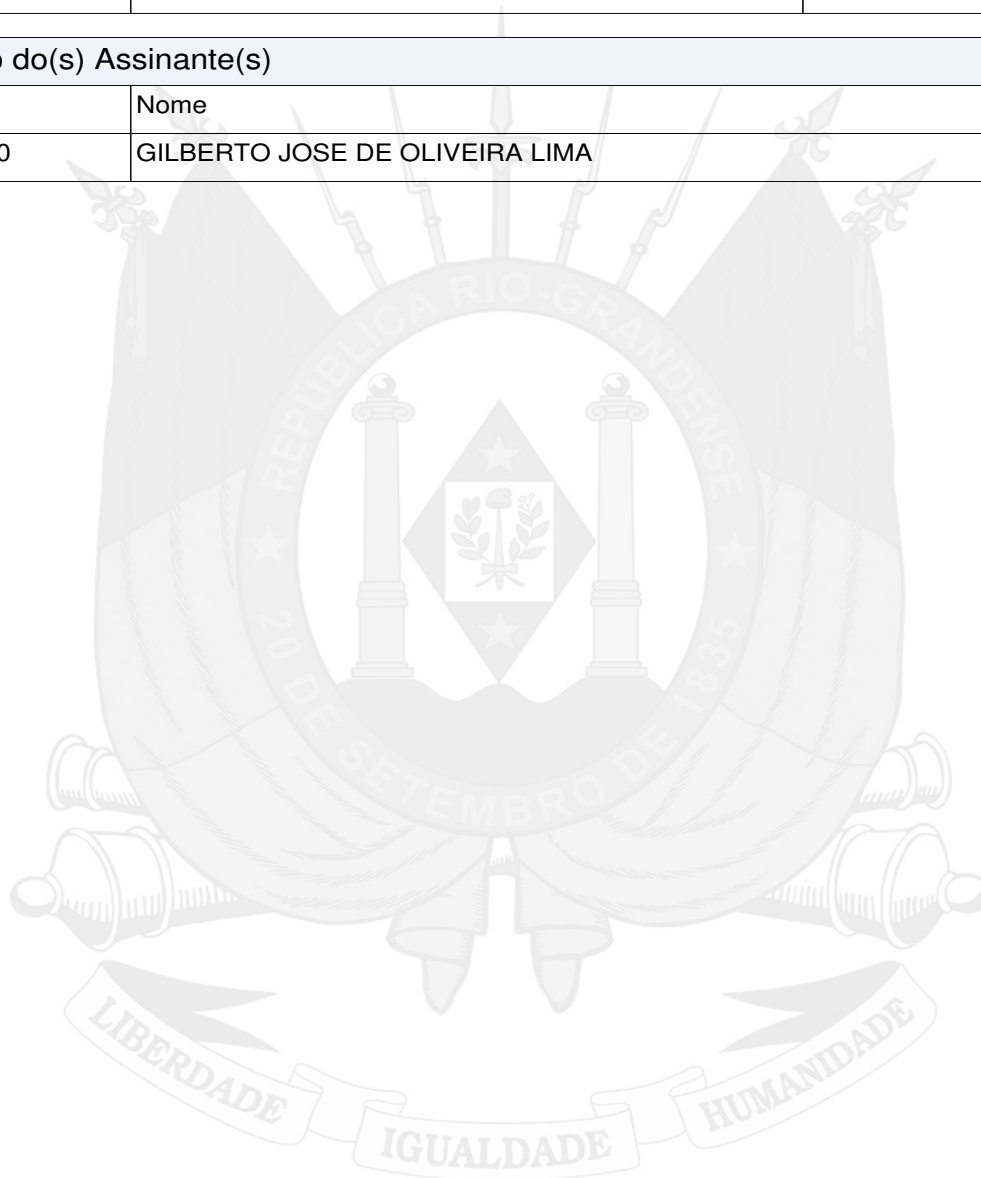 do(s) Assinante(s)
Nome
0 GILBERTO JOSE DE OLIVEIRA LIMA
REPÚBLICA RIO-GRANDENSE
20 DE SETEMBRO DE 1835
LIBERDADE
IGUALDADE
HUMANIDADE